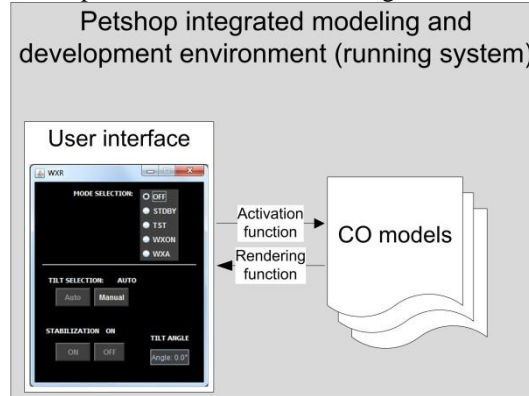 Petshop integrated modeling and
development environment (running system)
User interface
WXR
MODE SELECTION:
OFF
STDBY
TST
WXON
WXA
TILT SELECTION: AUTO
Auto Manual
STABILIZATION ON
TILT ANGLE
ON OFF
Angle: 0.0°
Activation
function
Rendering
function
CO models